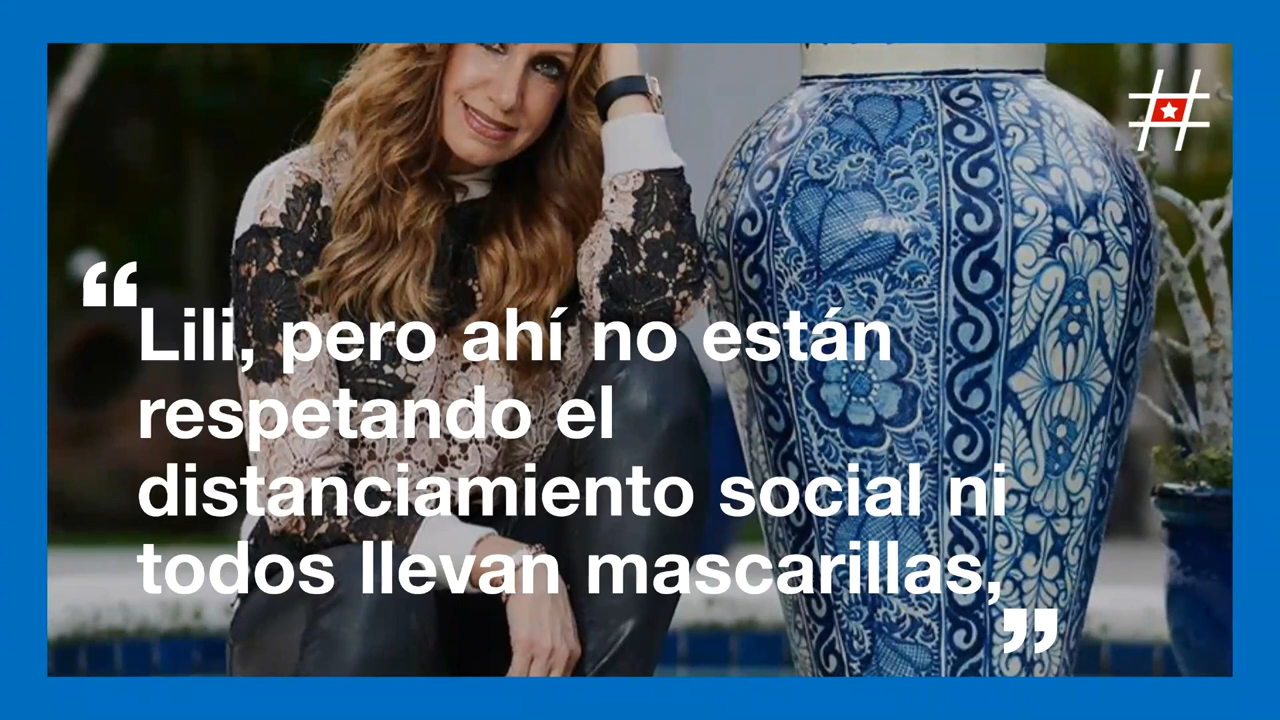 “Lili, pero ahí no están
respetando el
distanciamiento social ni
todos llevan mascarillas,”